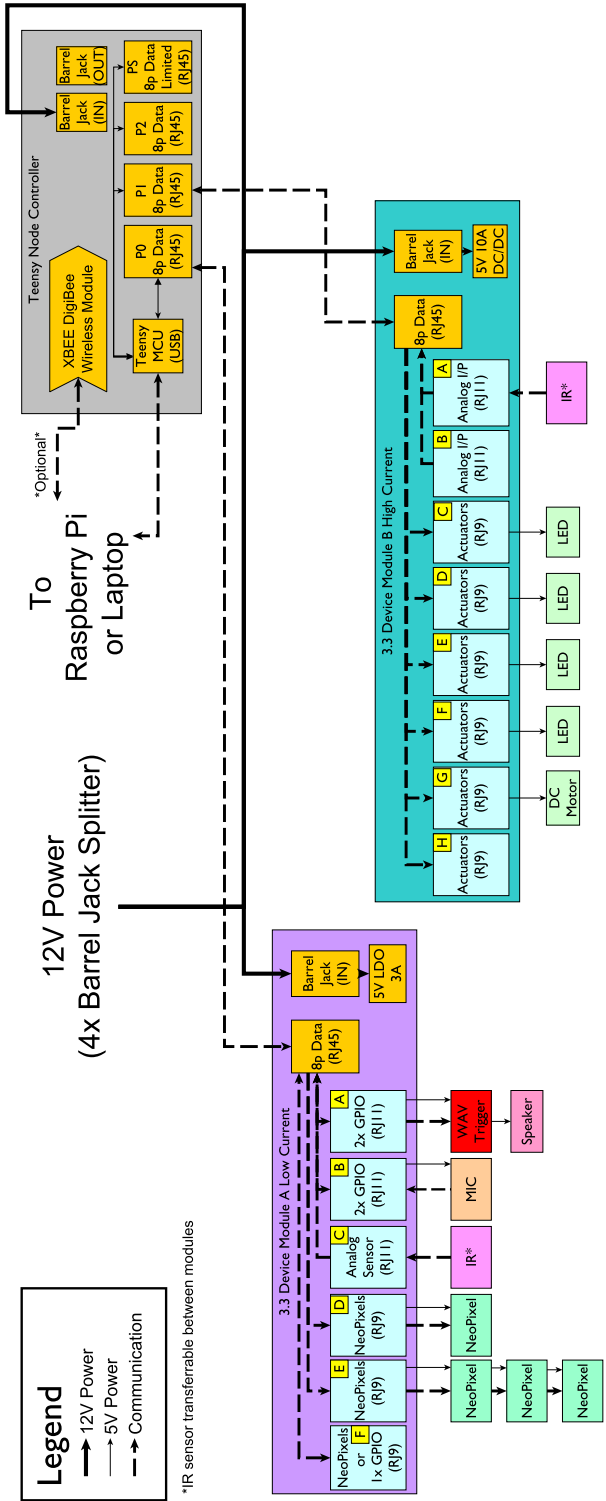 Legend
12V Power
5V Power
Communication
*IR sensor transferrable between modules
12V Power
(4x Barrel Jack Splitter)
To
Raspberry Pi
or Laptop
*Optional*
Teensy Node Controller
XBEE DigiBee
Wireless Module
Barrel
Jack
(IN)
Barrel
Jack
(OUT)
Teensy
MCU
(USB)
P0
8p Data
(RJ45)
P1
8p Data
(RJ45)
P2
8p Data
(RJ45)
PS
8p Data
Limited
(RJ45)
3.3 Device Module A Low Current
NeoPixels
or F
1x GPIO
(RJ9)
E
NeoPixels
(RJ9)
D
NeoPixels
(RJ9)
C
Analog
Sensor
(RJ11)
B
2x GPIO
(RJ11)
A
2x GPIO
(RJ11)
8p Data
(RJ45)
Barrel
Jack
(IN)
5V LDO
3A
NeoPixel
NeoPixel
NeoPixel
NeoPixel
IR*
MIC
WAV
Trigger
Speaker
3.3 Device Module B High Current
H
Actuators
(RJ9)
G
Actuators
(RJ9)
F
Actuators
(RJ9)
E
Actuators
(RJ9)
D
Actuators
(RJ9)
C
Actuators
(RJ9)
B
Analog I/P
(RJ11)
A
Analog I/P
(RJ11)
8p Data
(RJ45)
Barrel
Jack
(IN)
5V 10A
DC/DC
DC
Motor
LED
LED
LED
LED
IR*